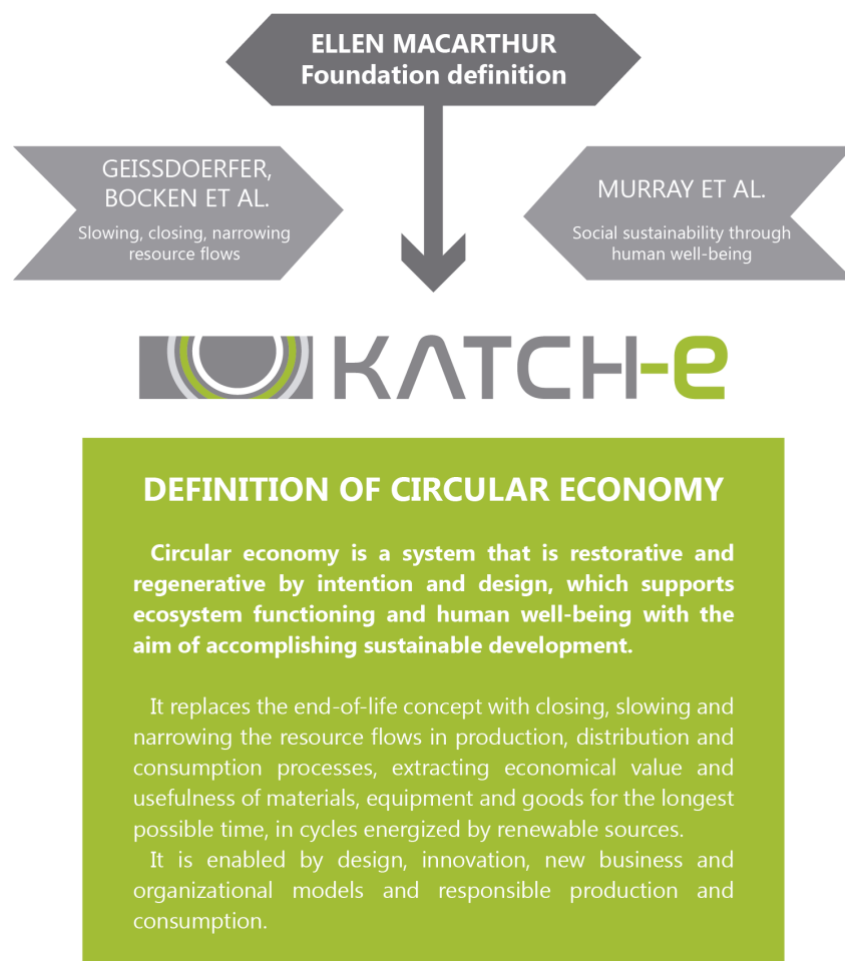 ELLEN MACARTHUR
Foundation definition
GEISSDOERFER,
BOCKEN ET AL.
Slowing, closing, narrowing
resource flows
MURRAY ET AL.
Social sustainability through
human well-being
KATCH-e
DEFINITION OF CIRCULAR ECONOMY
Circular economy is a system that is restorative and
regenerative by intention and design, which supports
ecosystem functioning and human well-being with the
aim of accomplishing sustainable development.
It replaces the end-of-life concept with closing, slowing and
narrowing the resource flows in production, distribution and
consumption processes, extracting economical value and
usefulness of materials, equipment and goods for the longest
possible time, in cycles energized by renewable sources.
It is enabled by design, innovation, new business and
organizational models and responsible production and
consumption.